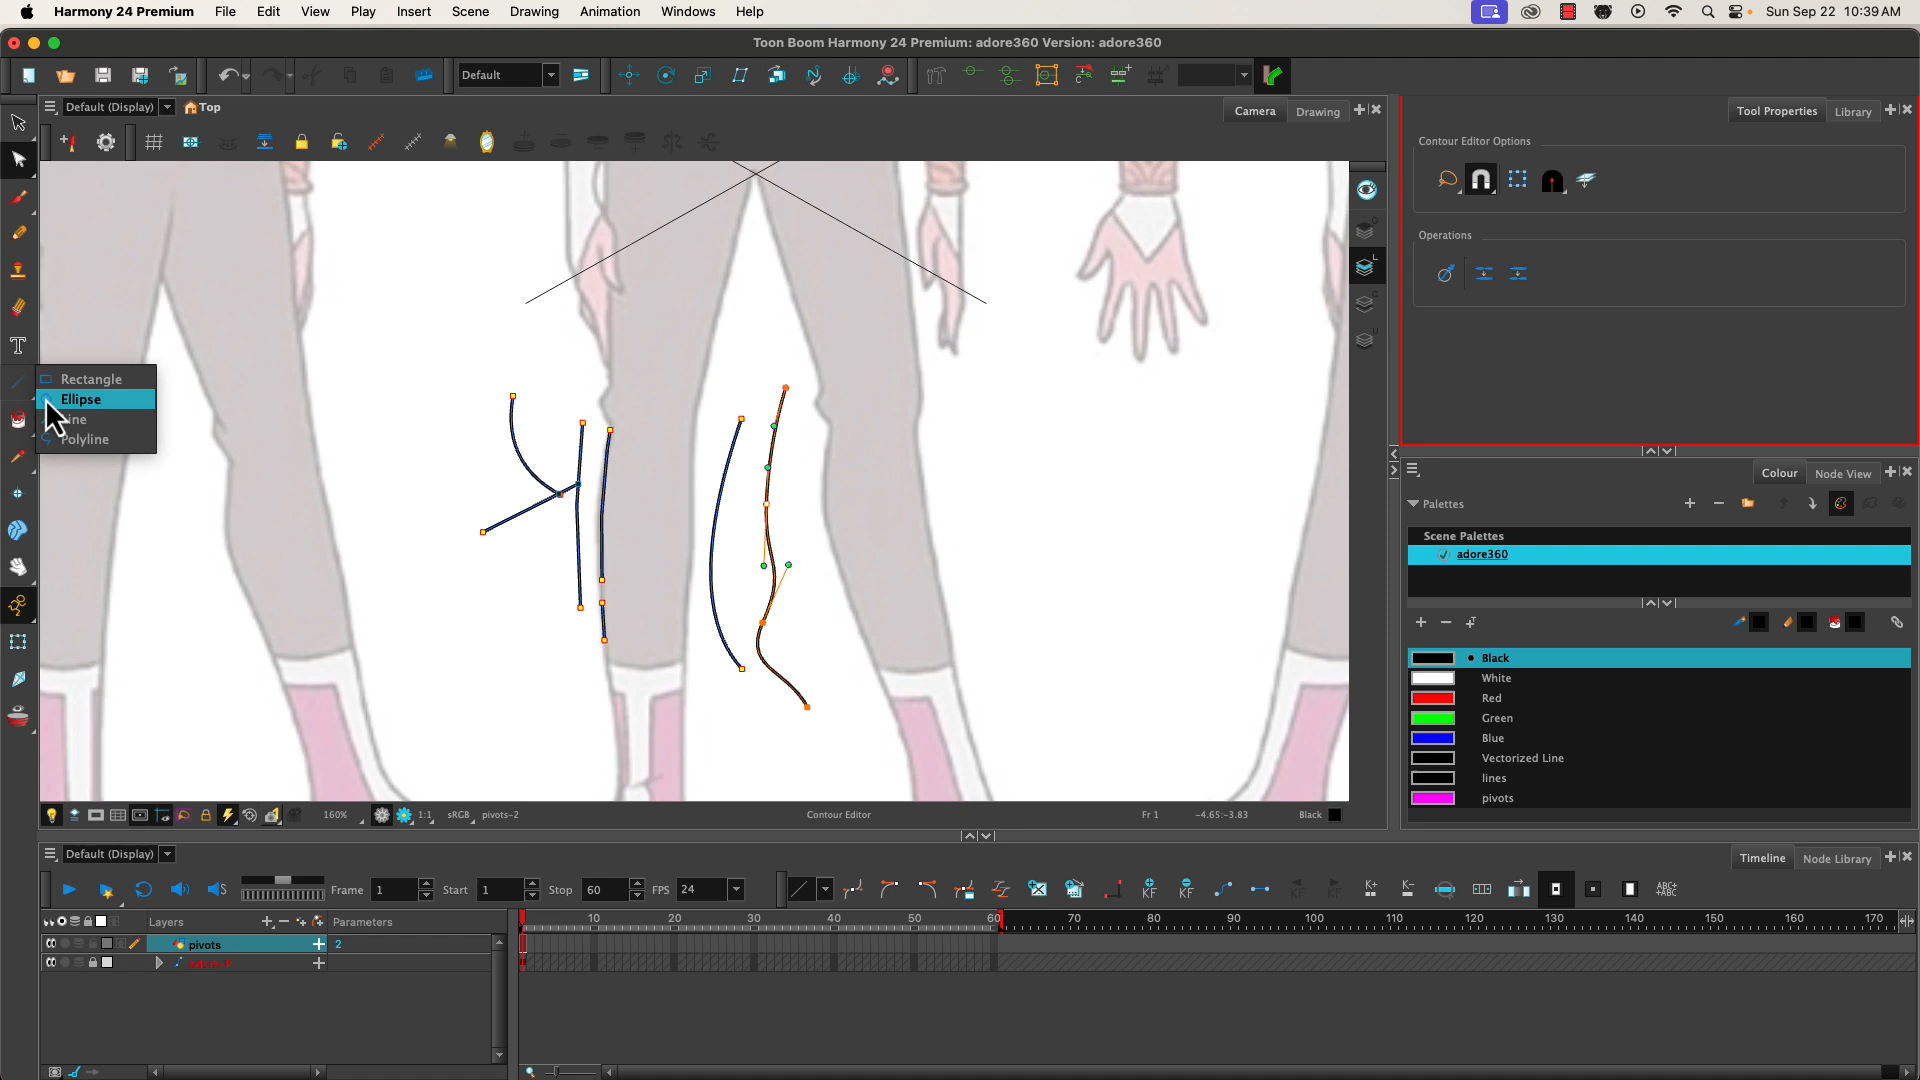 Harmony 24 Premium File Edit View Play Insert Scene Drawing Animation Windows Help Sun Sep 22 10:39 AM
Toon Boom Harmony 24 Premium: adore360 Version: adore360
Default
Default (Display) Top Camera Drawing
Tool Properties Library
Contour Editor Options
Operations
Rectangle
Ellipse
Polyline
Colour Node View
Palettes
Scene Palettes
adore360
Black
White
Red
Green
Blue
Vectorized Line
lines
pivots
160% 1:1 sRGB pivots-2 Contour Editor Fr 1 -4.65:-3.83 Black
Default (Display) Timeline Node Library
Frame 1 Start 1 Stop 60 FPS 24
Layers Parameters 10 20 30 40 50 60 70 80 90 100 110 120 130 140 150 160 170
pivots 2